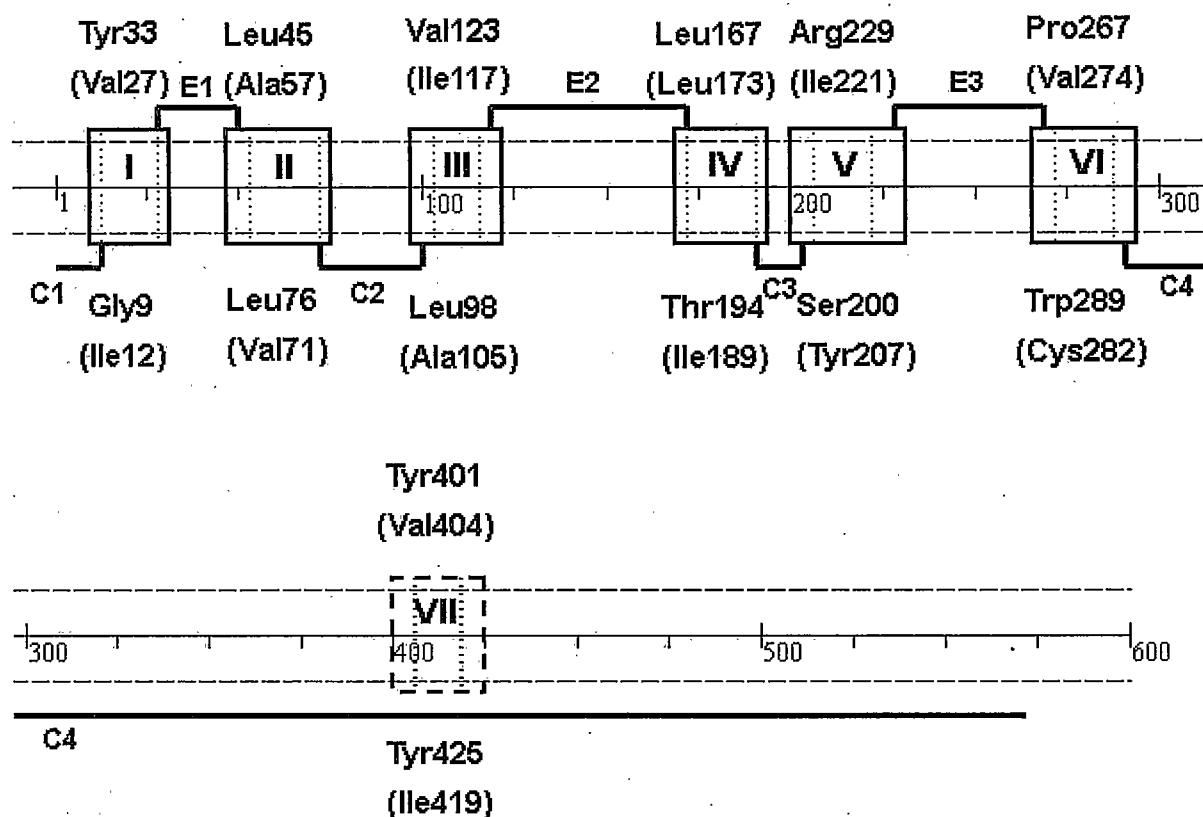 Tyr33 Leu45 Val123 Leu167 Arg229 Pro267
(Val27) E1 (Ala57) (Ile117) E2 (Leu173) (Ile221) E3 (Val274)
I II III IV V VI
1 100 200 300
C1 C2 C3 C4
Gly9 Leu76 Leu98 Thr194 Ser200 Trp289
(Ile12) (Val71) (Ala105) (Ile189) (Tyr207) (Cys282)
Tyr401
(Val404)
VII
300 400 500 600
C4
Tyr425
(Ile419)